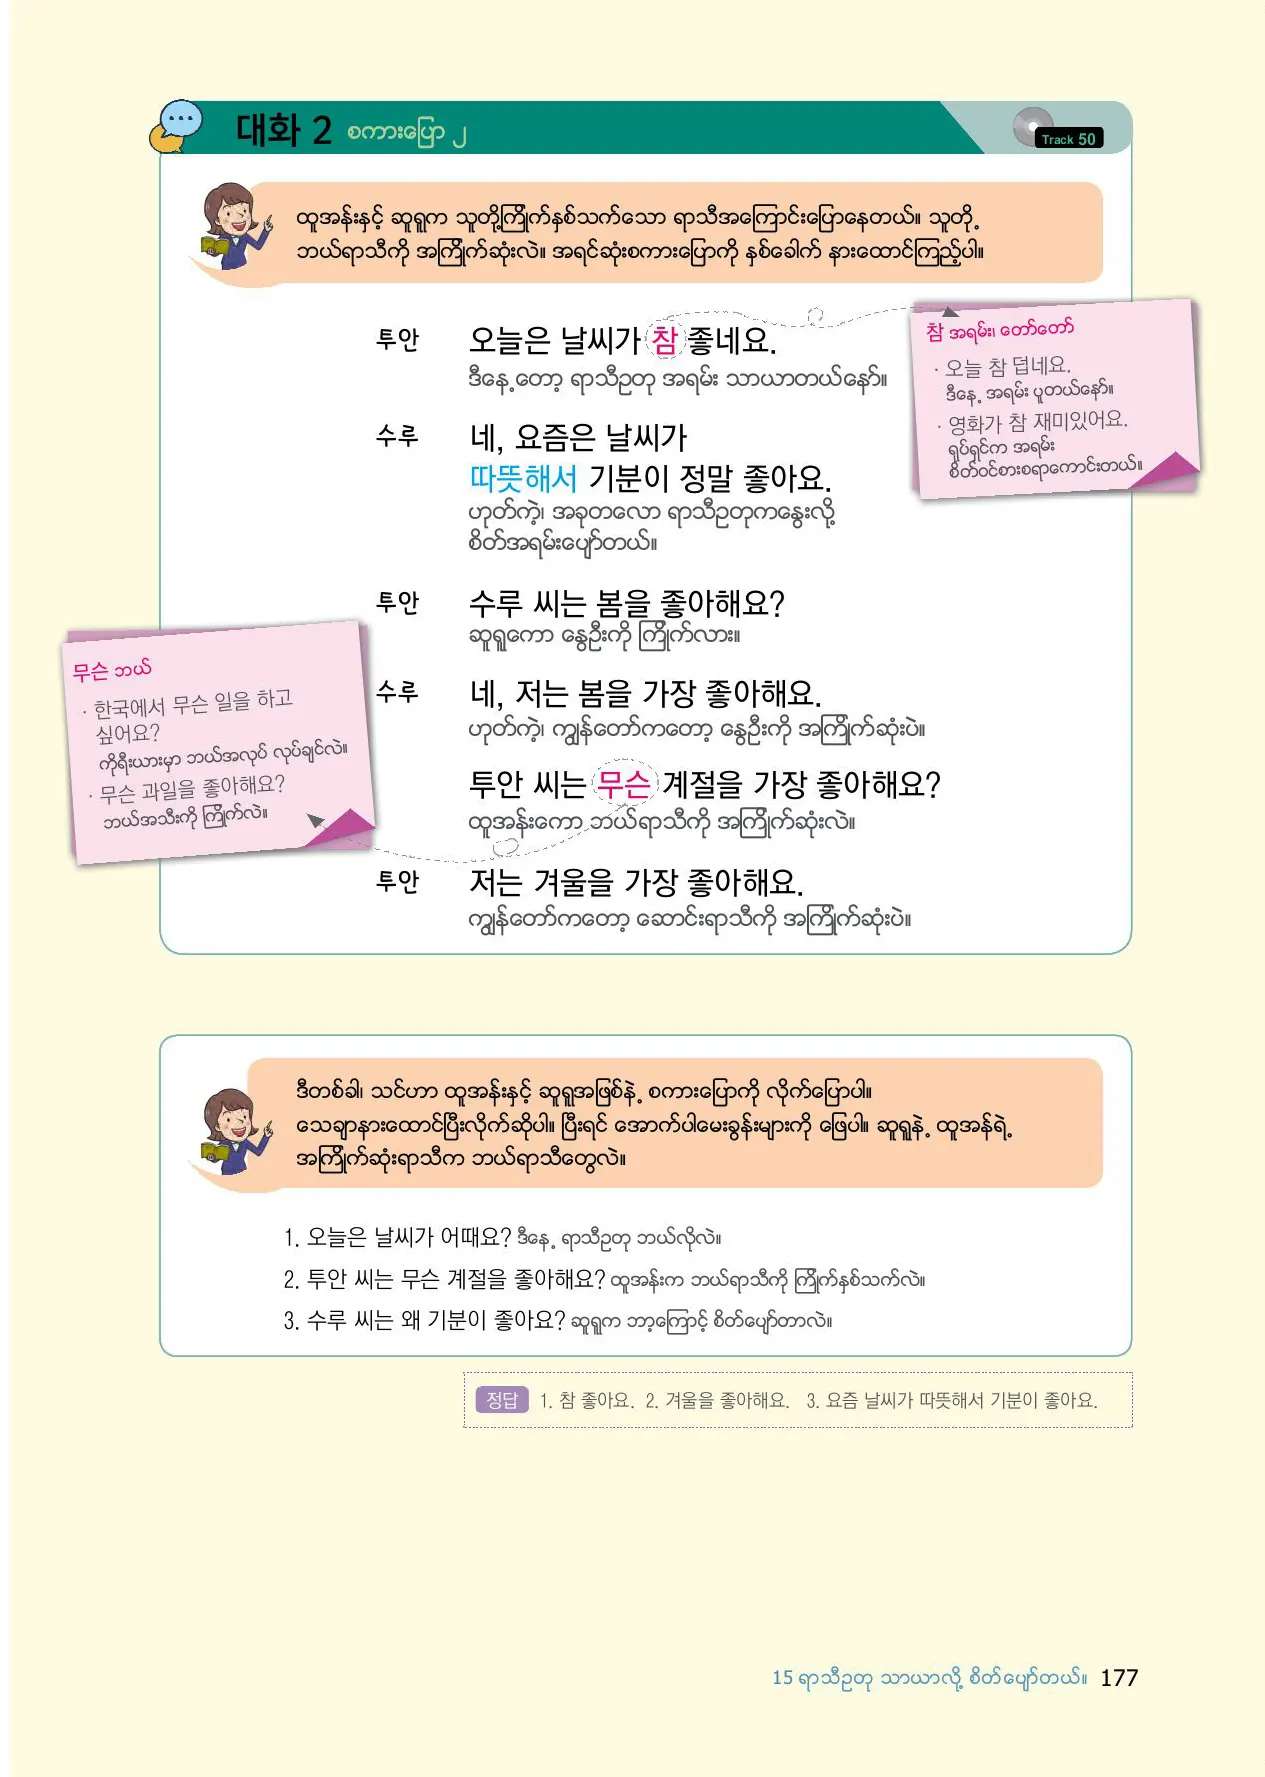 대화 2 စကားပြော ၂
Track 50
ထူအန်းနှင့် ဆူရူက သူတို့ကြိုက်နှစ်သက်သော ရာသီအကြောင်းပြောနေတယ်။ သူတို့
ဘယ်ရာသီကို အကြိုက်ဆုံးလဲ။ အရင်ဆုံးစကားပြောကို နှစ်ခေါက် နားထောင်ကြည့်ပါ။
투안 오늘은 날씨가 참 좋네요.
ဒီနေ့တော့ ရာသီဥတု အရမ်း သာယာတယ်နော်။
수루 네, 요즘은 날씨가
따뜻해서 기분이 정말 좋아요.
ဟုတ်ကဲ့၊ အခုတလော ရာသီဥတုကနွေးလို့
စိတ်အရမ်းပျော်တယ်။
참 အရမ်း၊ တော်တော်
· 오늘 참 덥네요.
ဒီနေ့ အရမ်း ပူတယ်နော်။
· 영화가 참 재미있어요.
ရုပ်ရှင်က အရမ်း
စိတ်ဝင်စားစရာကောင်းတယ်။
투안 수루 씨는 봄을 좋아해요?
ဆူရူကော နွေဦးကို ကြိုက်လား။
수루 네, 저는 봄을 가장 좋아해요.
ဟုတ်ကဲ့၊ ကျွန်တော်ကတော့ နွေဦးကို အကြိုက်ဆုံးပဲ။
투안 씨는 무슨 계절을 가장 좋아해요?
ထူအန်းကော ဘယ်ရာသီကို အကြိုက်ဆုံးလဲ။
무슨 ဘယ်
· 한국에서 무슨 일을 하고
싶어요?
ကိုရီးယားမှာ ဘယ်အလုပ် လုပ်ချင်လဲ။
· 무슨 과일을 좋아해요?
ဘယ်အသီးကို ကြိုက်လဲ။
투안 저는 겨울을 가장 좋아해요.
ကျွန်တော်ကတော့ ဆောင်းရာသီကို အကြိုက်ဆုံးပဲ။
ဒီတစ်ခါ၊ သင်ဟာ ထူအန်းနှင့် ဆူရူအဖြစ်နဲ့ စကားပြောကို လိုက်ပြောပါ။
သေချာနားထောင်ပြီးလိုက်ဆိုပါ။ ပြီးရင် အောက်ပါမေးခွန်းများကို ဖြေပါ။ ဆူရူနဲ့ ထူအန်ရဲ့
အကြိုက်ဆုံးရာသီက ဘယ်ရာသီတွေလဲ။
1. 오늘은 날씨가 어때요? ဒီနေ့ ရာသီဥတု ဘယ်လိုလဲ။
2. 투안 씨는 무슨 계절을 좋아해요? ထူအန်းက ဘယ်ရာသီကို ကြိုက်နှစ်သက်လဲ။
3. 수루 씨는 왜 기분이 좋아요? ဆူရူက ဘာ့ကြောင့် စိတ်ပျော်တာလဲ။
정답 1. 참 좋아요. 2. 겨울을 좋아해요. 3. 요즘 날씨가 따뜻해서 기분이 좋아요.
15 ရာသီဥတု သာယာလို့ စိတ်ပျော်တယ်။ 177